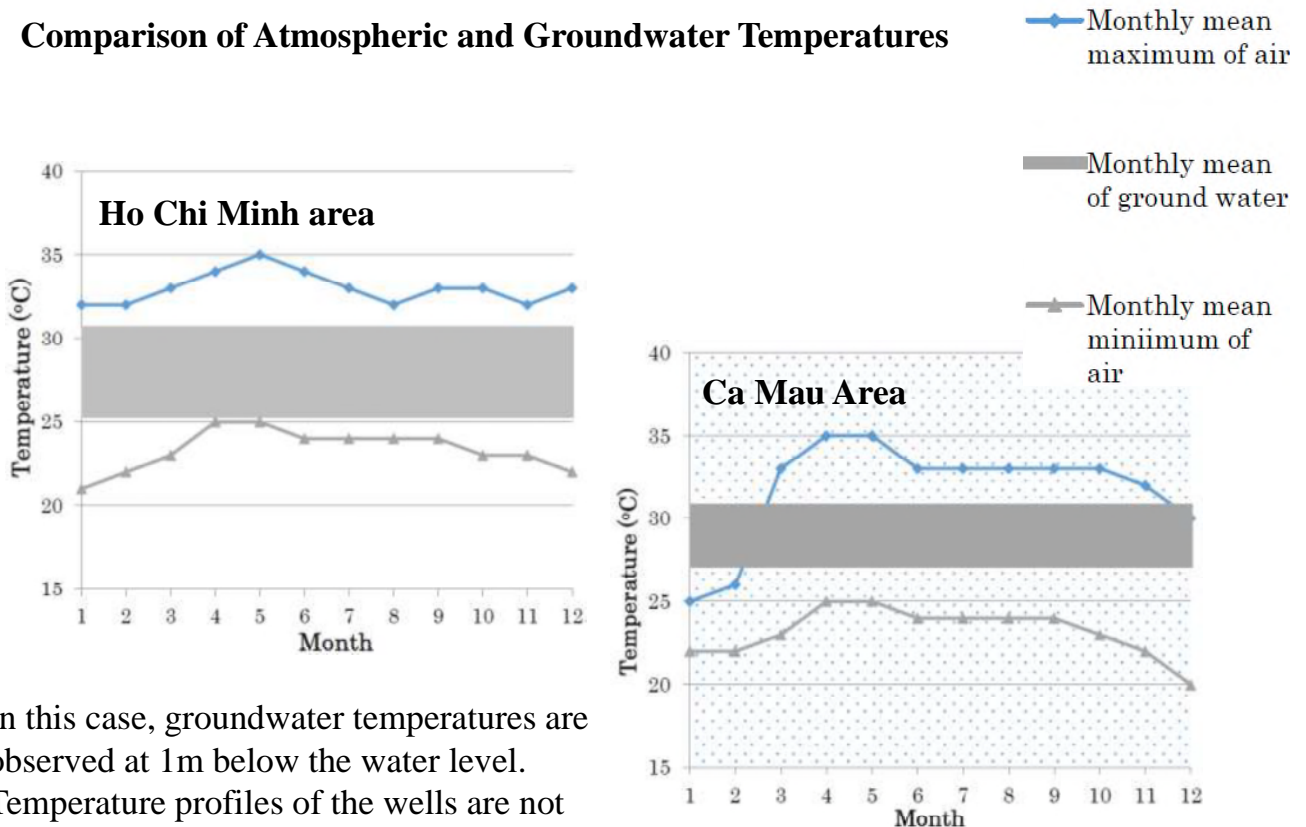 Comparison of Atmospheric and Groundwater Temperatures
Monthly mean
maximum of air
Monthly mean
of ground water
Monthly mean
miniimum of
air
Ho Chi Minh area
Temperature (ºC)
40
35
30
25
20
15
1 2 3 4 5 6 7 8 9 10 11 12
Month
Ca Mau Area
Temperature (ºC)
40
35
30
25
20
15
1 2 3 4 5 6 7 8 9 10 11 12
Month
n this case, groundwater temperatures are
observed at 1m below the water level.
Temperature profiles of the wells are not